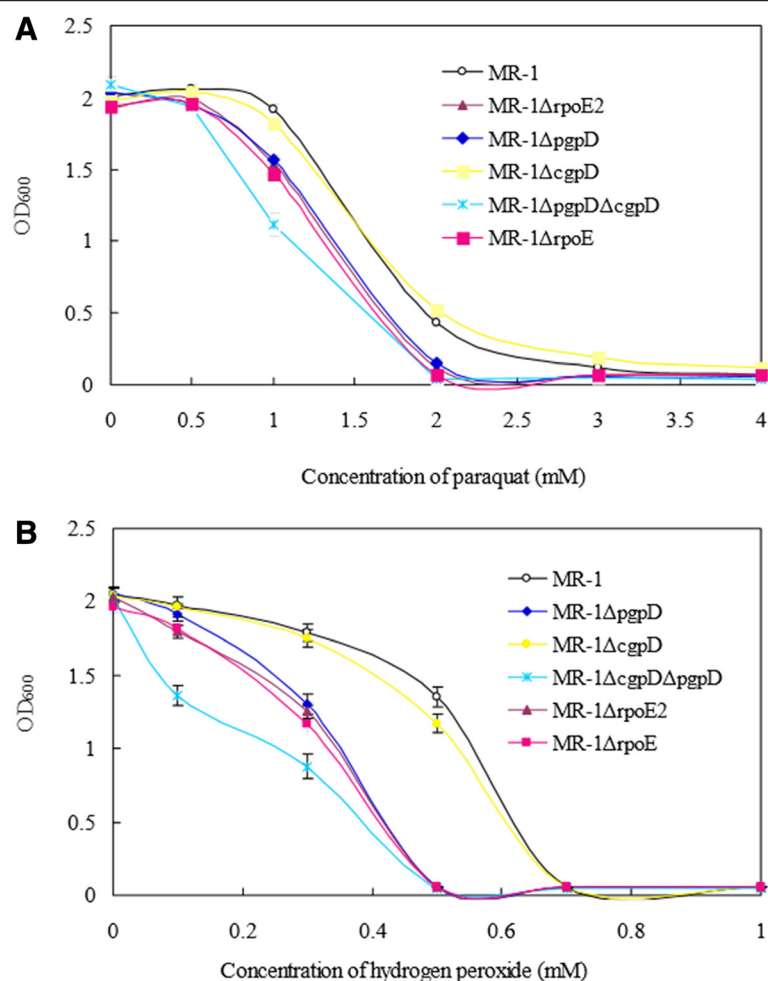 A
2.5
2
1.5
1
0.5
0
OD600
MR-1
MR-1ΔrpoE2
MR-1ΔpgpD
MR-1ΔcgpD
MR-1ΔpgpDΔcgpD
MR-1ΔrpoE
0 0.5 1 1.5 2 2.5 3 3.5 4
Concentration of paraquat (mM)
B
2.5
2
1.5
1
0.5
0
OD600
MR-1
MR-1ΔpgpD
MR-1ΔcgpD
MR-1ΔcgpDΔpgpD
MR-1ΔrpoE2
MR-1ΔrpoE
0 0.2 0.4 0.6 0.8 1
Concentration of hydrogen peroxide (mM)